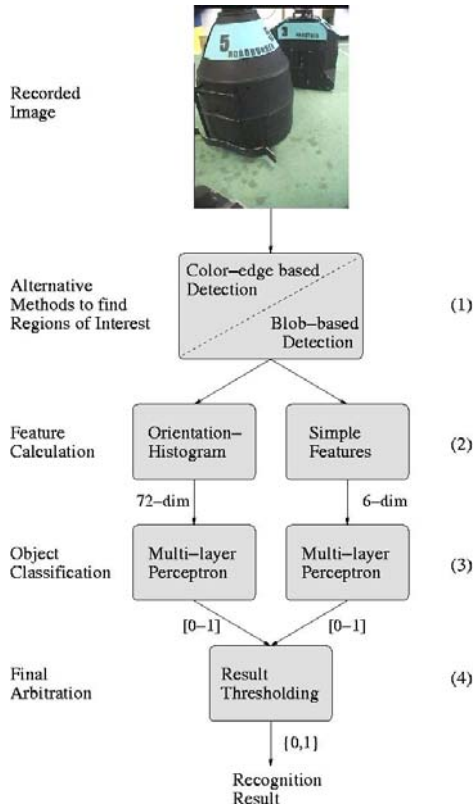 5
3
Recorded
Image
Alternative
Methods to find
Regions of Interest
Color–edge based
Detection
Blob–based
Detection
(1)
Feature
Calculation
Orientation–
Histogram
Simple
Features
(2)
72–dim
6–dim
Object
Classification
Multi–layer
Perceptron
Multi–layer
Perceptron
(3)
[0–1]
[0–1]
Final
Arbitration
Result
Thresholding
(4)
[0,1]
Recognition
Result